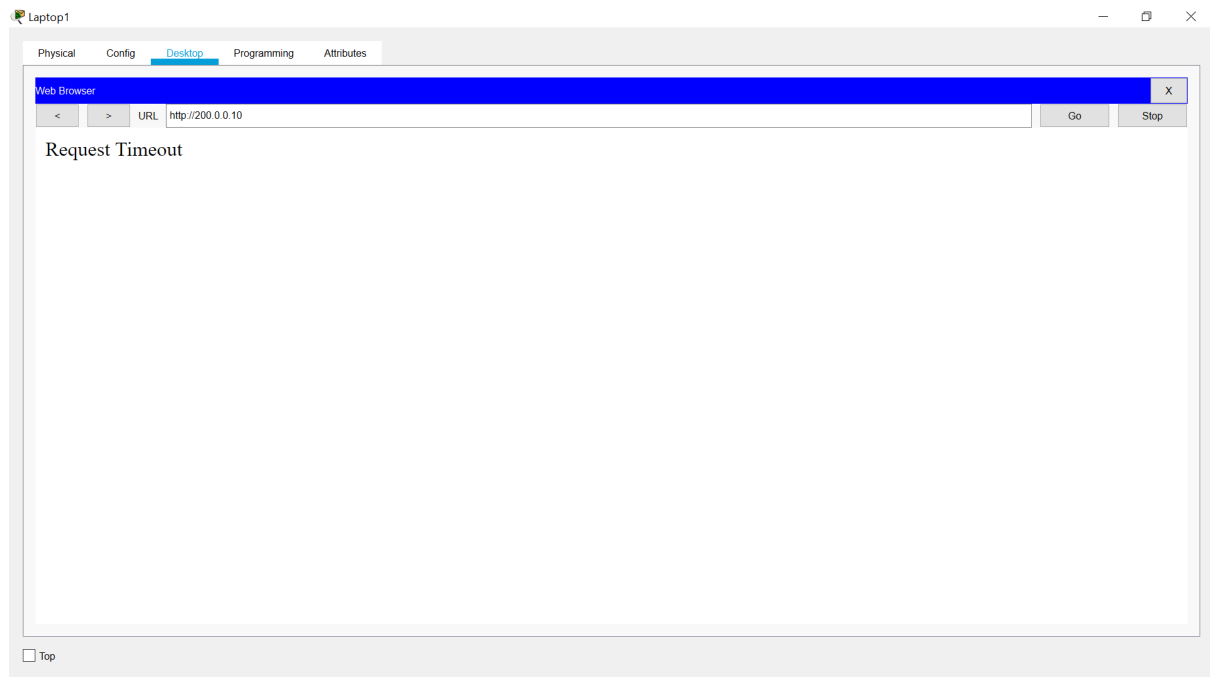 Laptop1
Physical Config Desktop Programming Attributes
Web Browser X
< > URL http://200.0.0.10 Go Stop
Request Timeout
Top